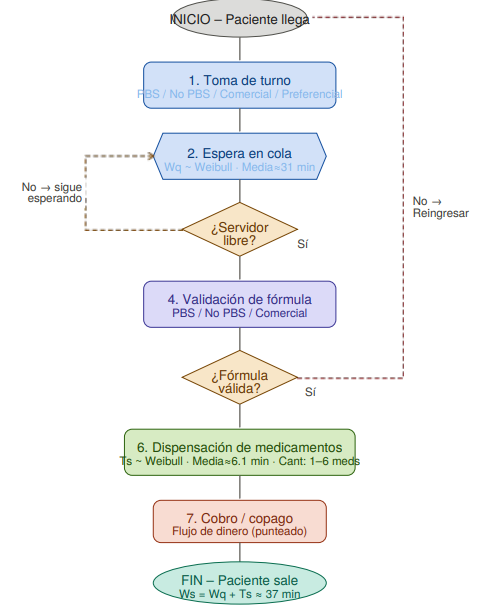 INICIO – Paciente llega
1. Toma de turno
PBS / No PBS / Comercial / Preferencial
2. Espera en cola
Wq ~ Weibull · Media≈31 min
No → sigue
esperando
¿Servidor
libre?
Sí
No →
Reingresar
4. Validación de fórmula
PBS / No PBS / Comercial
¿Fórmula
válida?
Sí
6. Dispensación de medicamentos
Ts ~ Weibull · Media≈6.1 min · Cant: 1–6 meds
7. Cobro / copago
Flujo de dinero (punteado)
FIN – Paciente sale
Ws = Wq + Ts ≈ 37 min